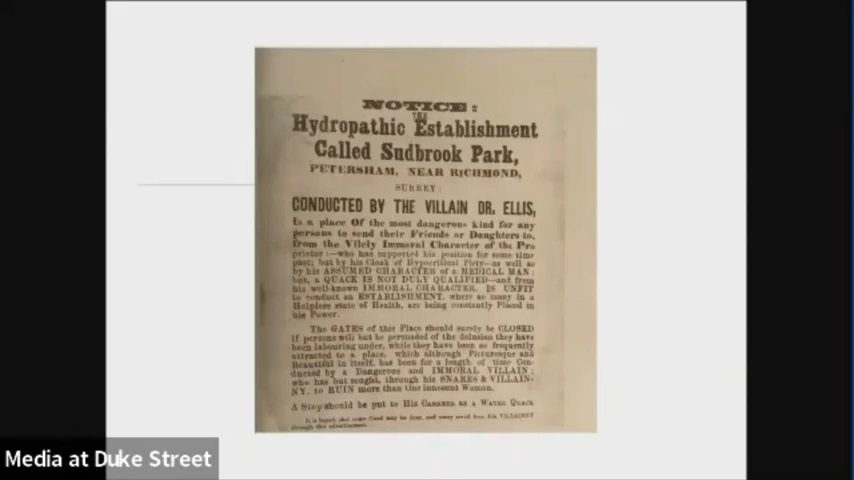 NOTICE:
THE
Hydropathic Establishment
Called Sudbrook Park,
PETERSHAM, NEAR RICHMOND,
SURREY;
CONDUCTED BY THE VILLAIN DR. ELLIS,
Is a place Of the most dangerous kind for any
persons to send their Friends or Daughters to,
from the Vilely Immoral Character of the Pro
prietor:—who has supported his position for some time
past; but by his Cloak of Hypocritical Piety—as well as
by his ASSUMED CHARACTER of a MEDICAL MAN;
but, a QUACK IS NOT DULY QUALIFIED—and from
his well-known IMMORAL CHARACTER, IS UNFIT
to conduct an ESTABLISHMENT, where so many in a
Helpless state of Health, are being constantly Placed in
his Power.
The GATES of this Place should surely be CLOSED
if persons will but be persuaded of the delusion they have
been labouring under, while they have been so frequently
attracted to a place, which although Picturesque and
Beautiful in itself, has been for a length of time Con-
ducted by a Dangerous and IMMORAL VILLAIN;
who has but sought, through his SNARES & VILLAIN-
NY, to RUIN more than One innocent Woman.
A Stop should be put to His CAREER AS A WATER QUACK
It is hoped that some Good may be done, and many saved from His VILLAINY
through this advertisement.
Media at Duke Street